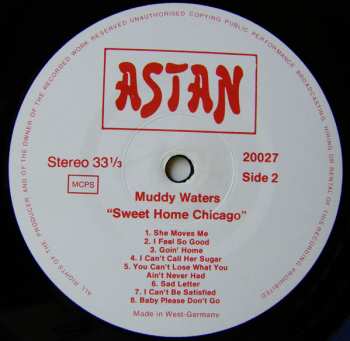 ALL RIGHTS OF THE PRODUCER AND OF THE OWNER OF THE RECORDED WORK RESERVED UNAUTHORISED COPYING PUBLIC PERFORMANCE BROADCASTING, HIRING OR RENTAL OF THIS RECORDING PROHIBITED
ASTAN
Stereo 33 1/3
20027
MCPS
Side 2
Muddy Waters
"Sweet Home Chicago"
1. She Moves Me
2. I Feel So Good
3. Goin' Home
4. I Can't Call Her Sugar
5. You Can't Lose What You
Ain't Never Had
6. Sad Letter
7. I Can't Be Satisfied
8. Baby Please Don't Go
Made in West-Germany